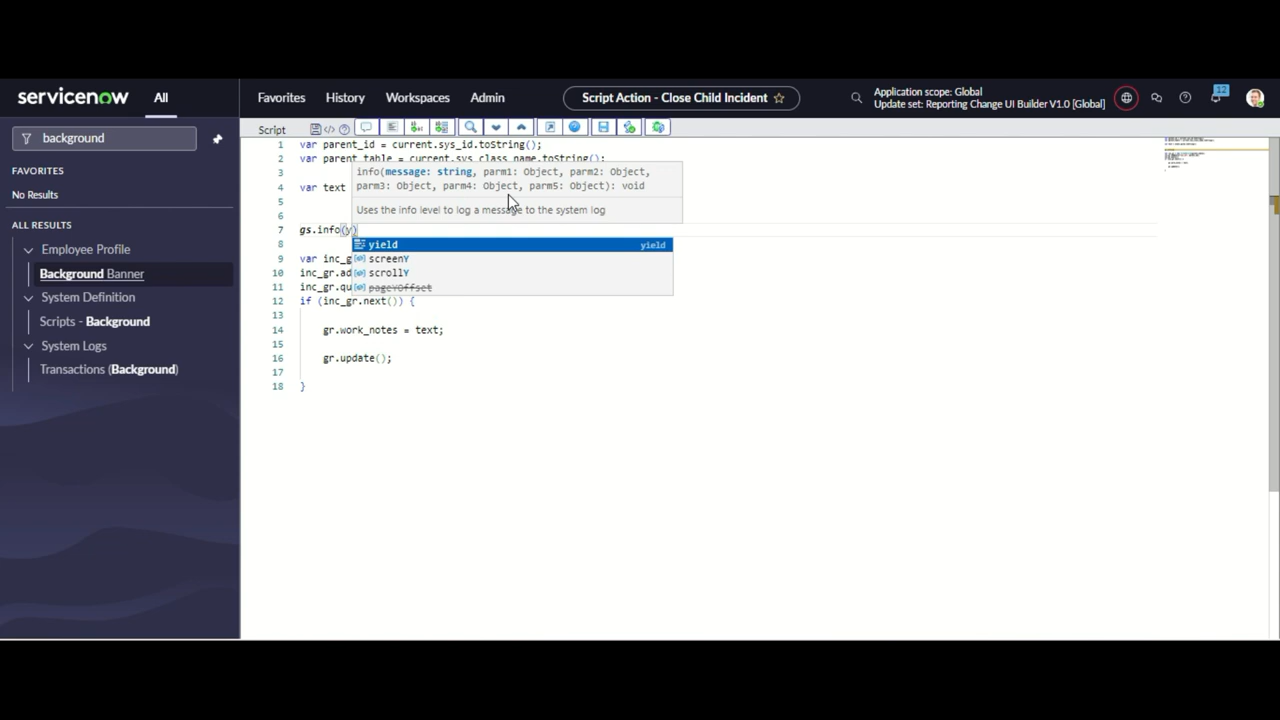 servicenow All Favorites History Workspaces Admin Script Action - Close Child Incident Application scope: Global
Update set: Reporting Change UI Builder V1.0 [Global]
12
background
FAVORITES
No Results
ALL RESULTS
Employee Profile
Background Banner
System Definition
Scripts - Background
System Logs
Transactions (Background)
Script
1 var parent_id = current.sys_id.toString();
2 var parent_table = current.sys_class_name.toString();
3
4 var text
5
6
7 gs.info(y)
8
9 var inc_g
10 inc_gr.ad
11 inc_gr.qu
12 if (inc_gr.next()) {
13
14 gr.work_notes = text;
15
16 gr.update();
17
18 }
info(message: string, parm1: Object, parm2: Object,
parm3: Object, parm4: Object, parm5: Object): void
Uses the info level to log a message to the system log
yield yield
screenY
scrollY
pageYOffset